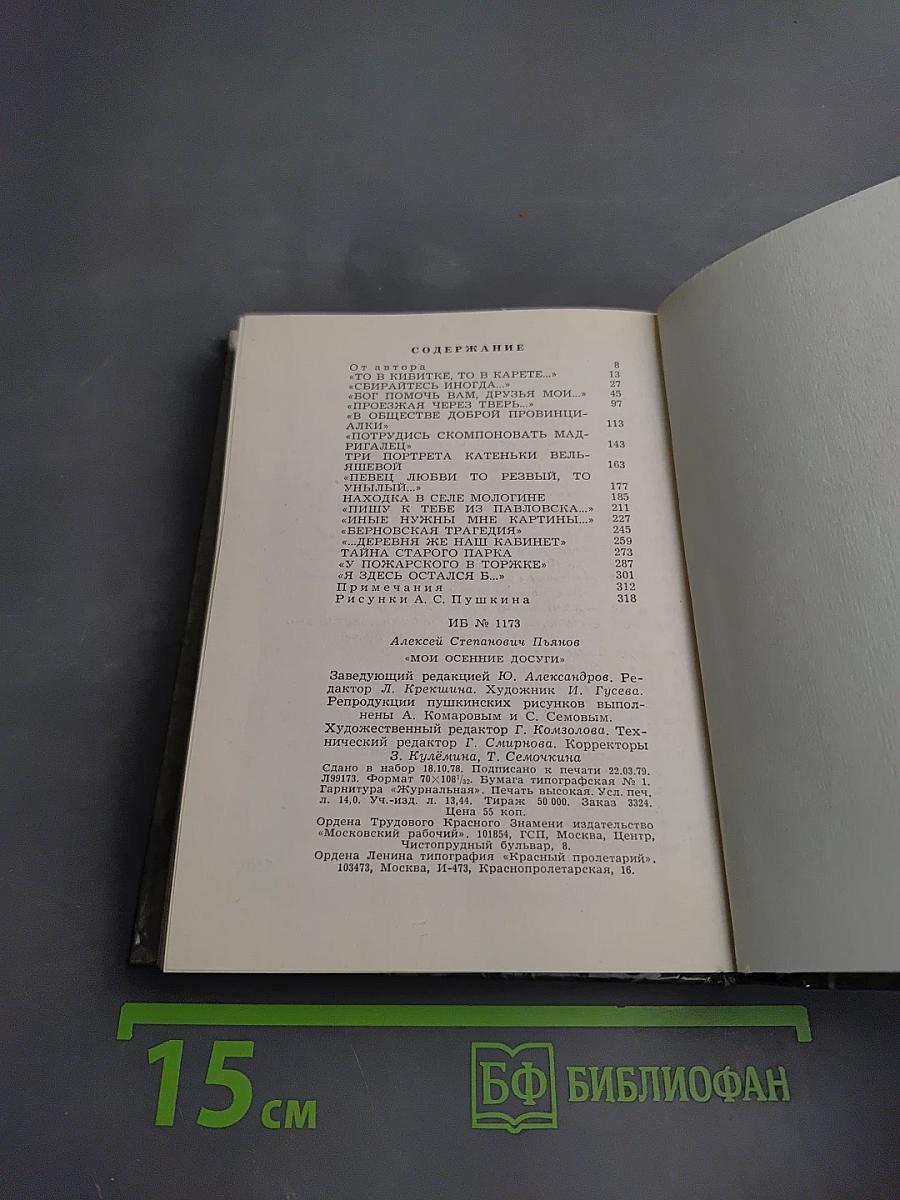 СОДЕРЖАНИЕ
От автора 8
«ТО В КИБИТКЕ, ТО В КАРЕТЕ...» 13
«СБИРАЙТЕСЬ ИНОГДА...» 27
«БОГ ПОМОЧЬ ВАМ, ДРУЗЬЯ МОИ...» 45
«ПРОЕЗЖАЯ ЧЕРЕЗ ТВЕРЬ...» 97
«В ОБЩЕСТВЕ ДОБРОЙ ПРОВИНЦИ-
АЛКИ» 113
«ПОТРУДИСЬ СКОМПОНОВАТЬ МАД-
РИГАЛЕЦ» 143
ТРИ ПОРТРЕТА КАТЕНЬКИ ВЕЛЬ-
ЯШЕВОЙ 163
«ПЕВЕЦ ЛЮБВИ ТО РЕЗВЫЙ, ТО
УНЫЛЫЙ...» 177
НАХОДКА В СЕЛЕ МОЛОГИНЕ 185
«ПИШУ К ТЕБЕ ИЗ ПАВЛОВСКА...» 211
«ИНЫЕ НУЖНЫ МНЕ КАРТИНЫ...» 227
«БЕРНОВСКАЯ ТРАГЕДИЯ» 245
«...ДЕРЕВНЯ ЖЕ НАШ КАБИНЕТ» 259
ТАЙНА СТАРОГО ПАРКА 273
«У ПОЖАРСКОГО В ТОРЖКЕ» 287
«Я ЗДЕСЬ ОСТАЛСЯ Б...» 301
Примечания 312
Рисунки А. С. Пушкина 318
ИБ № 1173
Алексей Степанович Пьянов
«МОИ ОСЕННИЕ ДОСУГИ»
Заведующий редакцией Ю. Александров. Ре-
дактор Л. Крекшина. Художник И. Гусева.
Репродукции пушкинских рисунков выпол-
нены А. Комаровым и С. Семовым.
Художественный редактор Г. Комзолова. Тех-
нический редактор Г. Смирнова. Корректоры
З. Кулёмина, Т. Семочкина
Сдано в набор 18.10.78. Подписано к печати 22.03.79.
Л99173. Формат 70×108¹/₃₂. Бумага типографская № 1.
Гарнитура «Журнальная». Печать высокая. Усл. печ.
л. 14,0. Уч.-изд. л. 13,44. Тираж 50 000. Заказ 3324.
Цена 55 коп.
Ордена Трудового Красного Знамени издательство
«Московский рабочий». 101854, ГСП, Москва, Центр,
Чистопрудный бульвар, 8.
Ордена Ленина типография «Красный пролетарий».
103473, Москва, И-473, Краснопролетарская, 16.
15 см
БФ БИБЛИОФАН